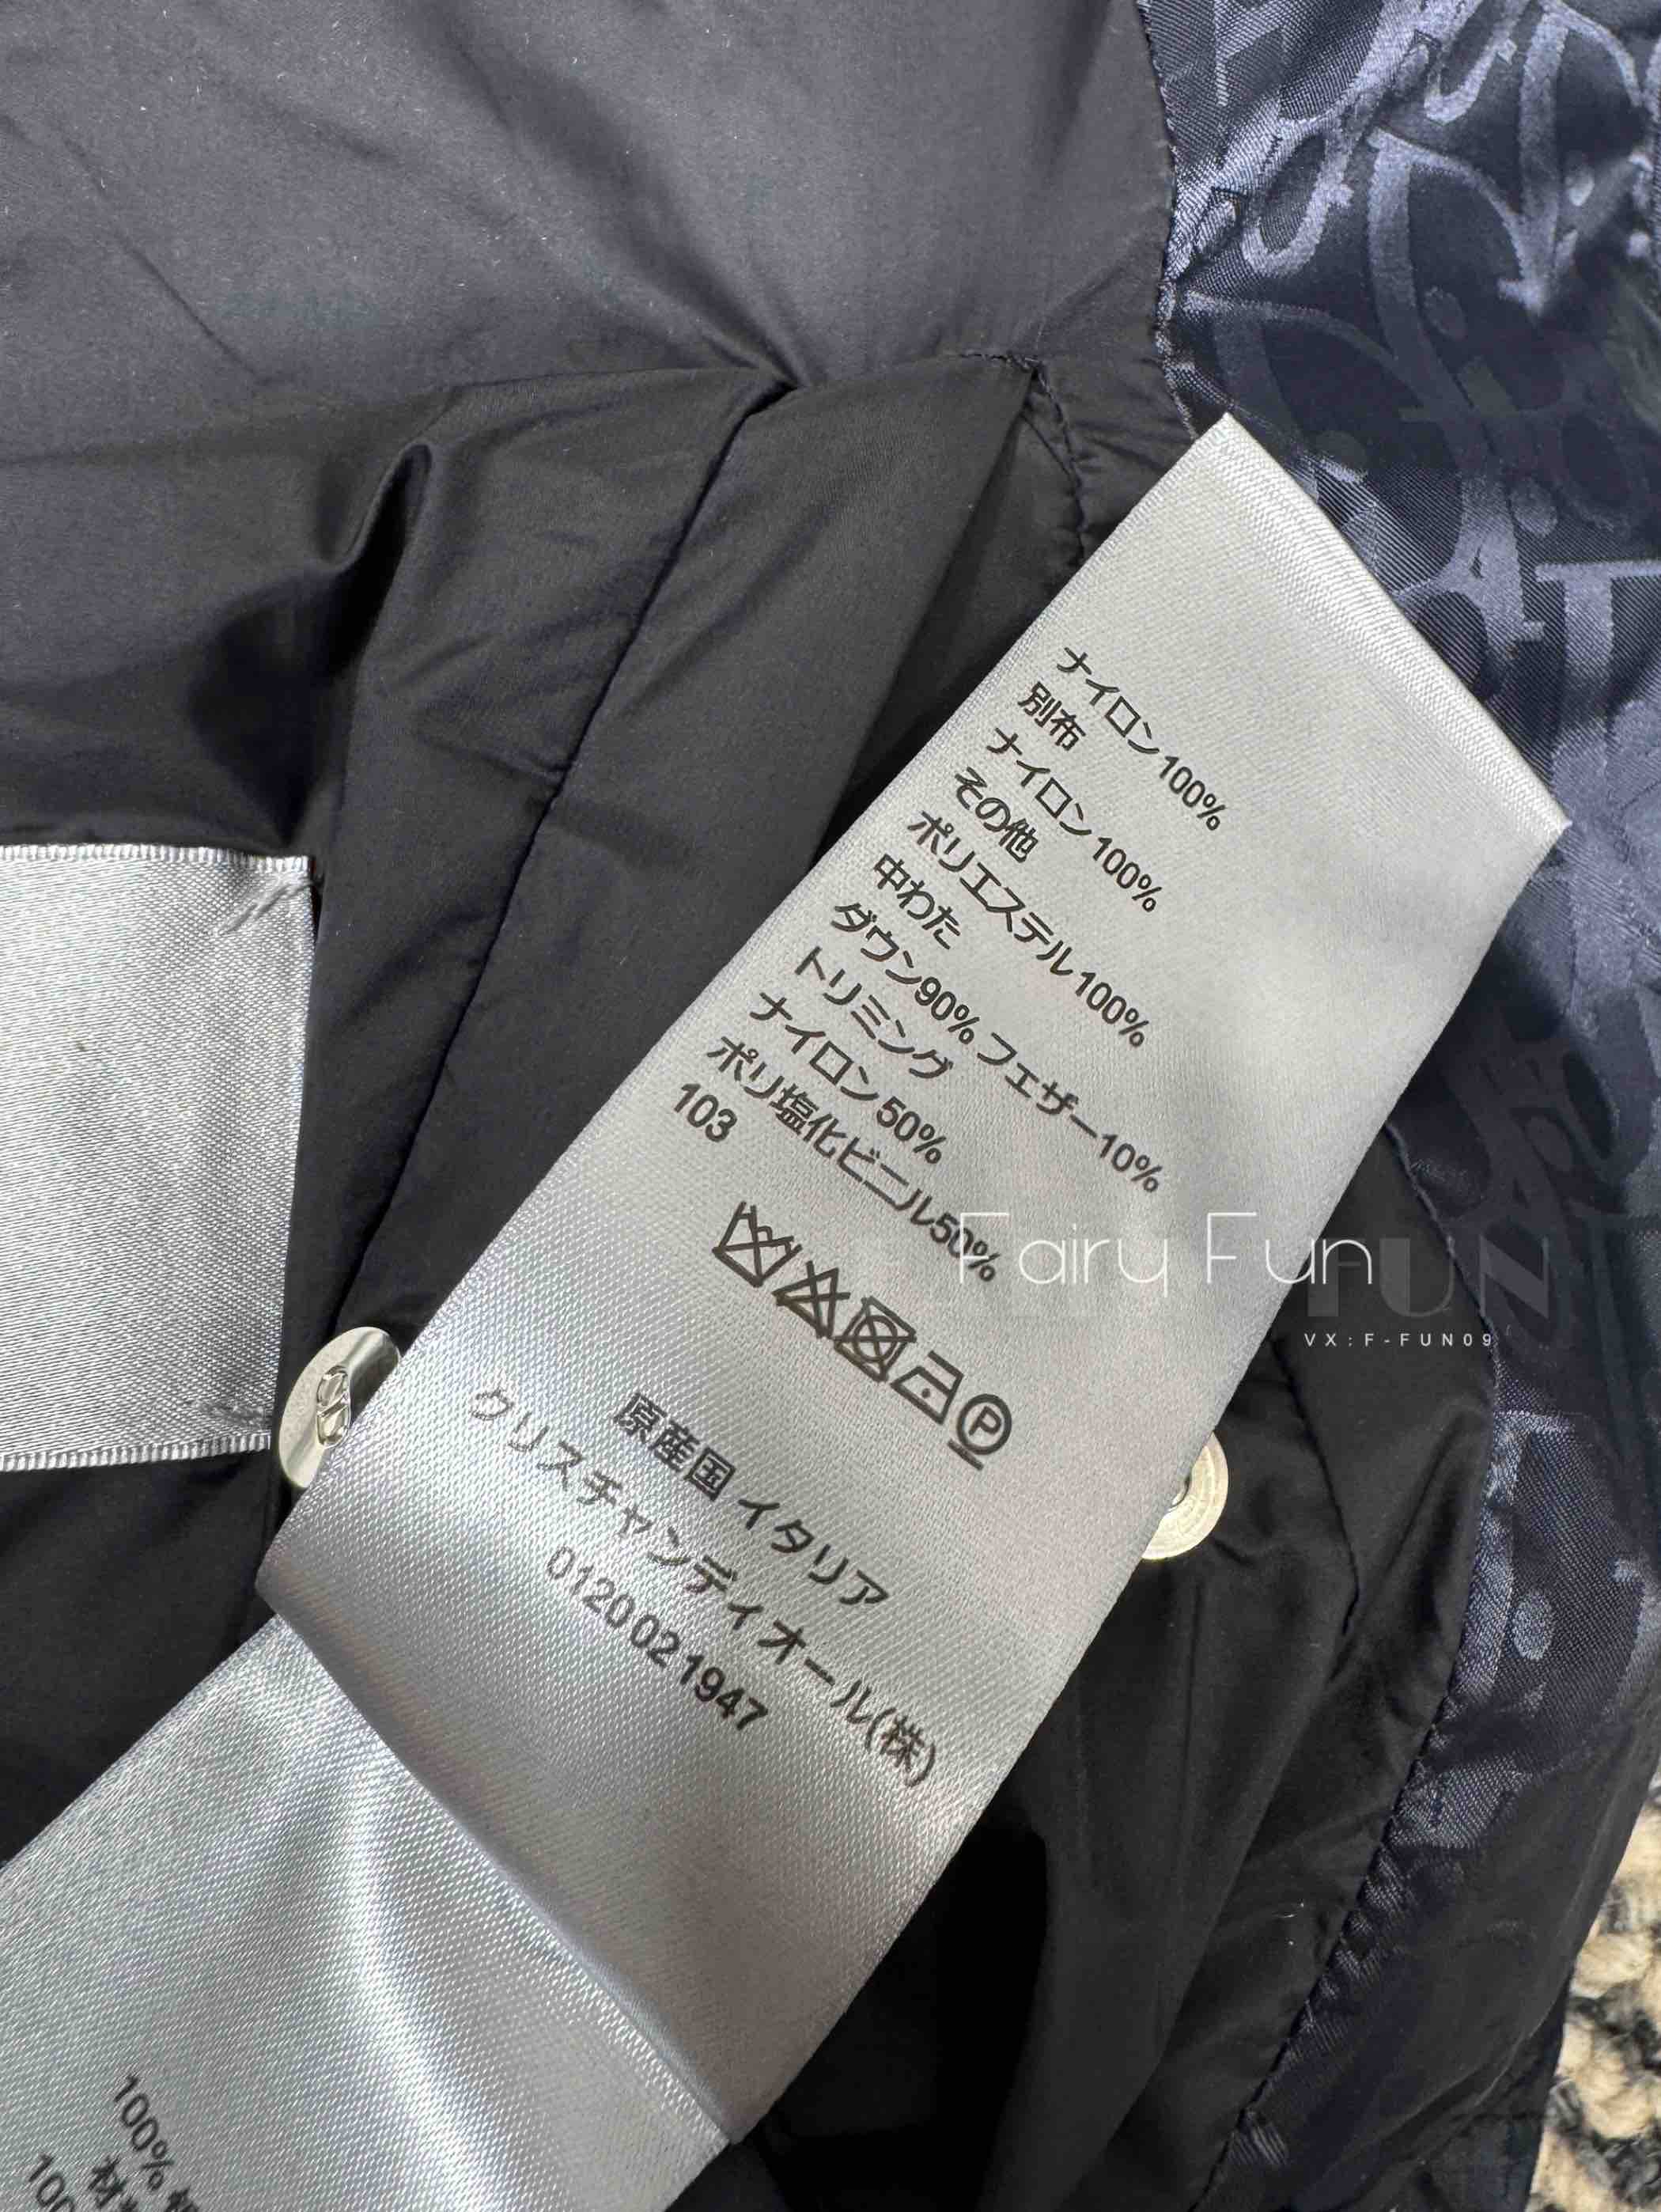 ナイロン 100%
別布
ナイロン 100%
その他
ポリエステル 100%
中わた
ダウン90% フェザー10%
トリミング
ナイロン 50%
ポリ塩化ビニル50%
103
P
原産国 イタリア
クリスチャンディオール(株)
0120 02 1947
Fairy Fun
FUN
VX:F-FUN09
100%
100